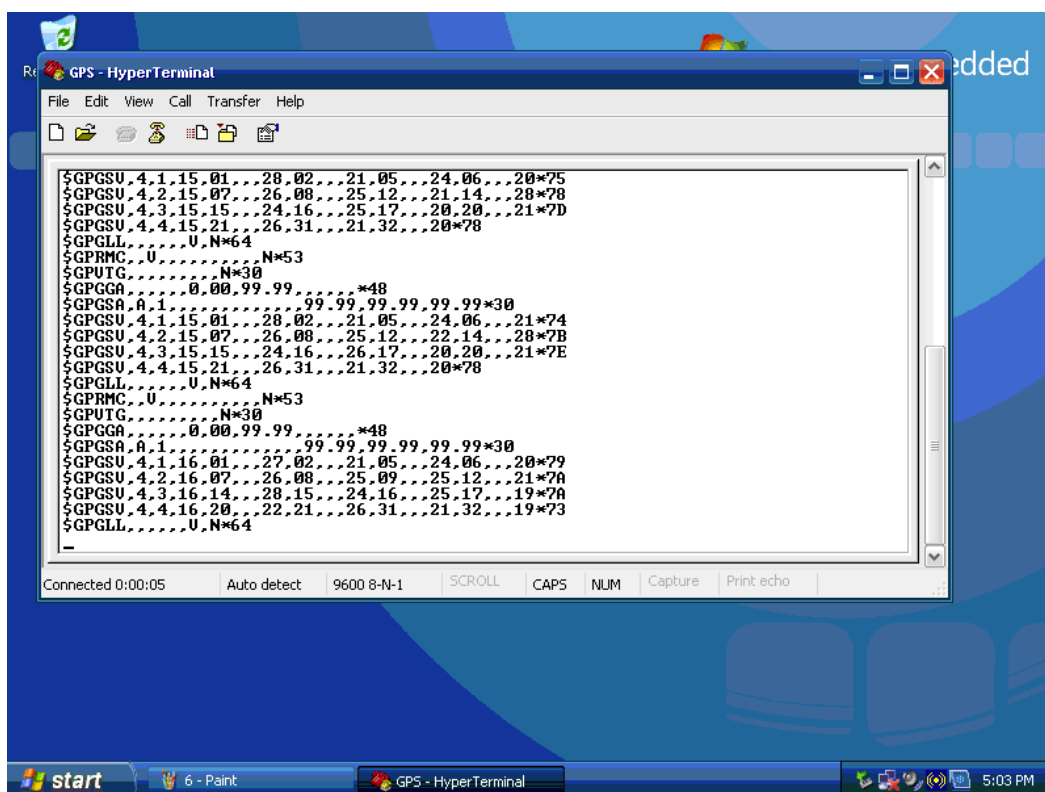 Re
edded
GPS - HyperTerminal
File Edit View Call Transfer Help
$GPGSV,4,1,15,01,,,28,02,,,21,05,,,24,06,,,20*75
$GPGSV,4,2,15,07,,,26,08,,,25,12,,,21,14,,,28*78
$GPGSV,4,3,15,15,,,24,16,,,25,17,,,20,20,,,21*7D
$GPGSV,4,4,15,21,,,26,31,,,21,32,,,20*78
$GPGLL,,,,,,V,N*64
$GPRMC,,V,,,,,,,,,,N*53
$GPVTG,,,,,,,,,N*30
$GPGGA,,,,,,0,00,99.99,,,,,,*48
$GPGSA,A,1,,,,,,,,,,,,,99.99,99.99,99.99*30
$GPGSV,4,1,15,01,,,28,02,,,21,05,,,24,06,,,21*74
$GPGSV,4,2,15,07,,,26,08,,,25,12,,,22,14,,,28*7B
$GPGSV,4,3,15,15,,,24,16,,,26,17,,,20,20,,,21*7E
$GPGSV,4,4,15,21,,,26,31,,,21,32,,,20*78
$GPGLL,,,,,,V,N*64
$GPRMC,,V,,,,,,,,,,N*53
$GPVTG,,,,,,,,,N*30
$GPGGA,,,,,,0,00,99.99,,,,,,*48
$GPGSA,A,1,,,,,,,,,,,,,99.99,99.99,99.99*30
$GPGSV,4,1,16,01,,,27,02,,,21,05,,,24,06,,,20*79
$GPGSV,4,2,16,07,,,26,08,,,25,09,,,25,12,,,21*7A
$GPGSV,4,3,16,14,,,28,15,,,24,16,,,25,17,,,19*7A
$GPGSV,4,4,16,20,,,22,21,,,26,31,,,21,32,,,19*73
$GPGLL,,,,,,V,N*64
Connected 0:00:05 Auto detect 9600 8-N-1 SCROLL CAPS NUM Capture Print echo
start 6 - Paint GPS - HyperTerminal 5:03 PM